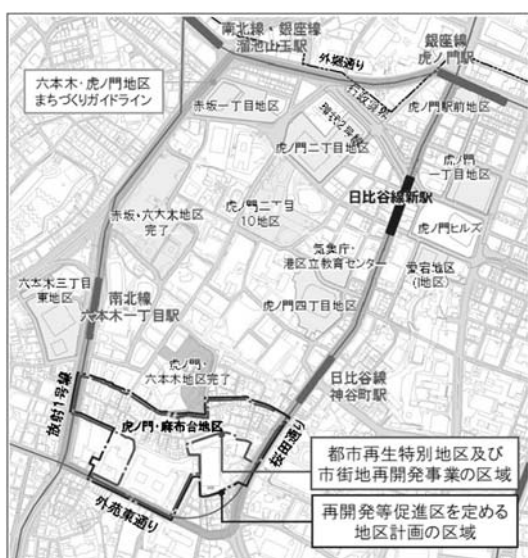 南北線・銀座線
溜池山王駅
外堀通り
銀座線
虎ノ門駅
六本木・虎ノ門地区
まちづくりガイドライン
赤坂一丁目地区
行政境界
環状2号線
虎ノ門駅前地区
虎ノ門二丁目地区
虎ノ門
一丁目地区
日比谷線新駅
虎ノ門二丁目
10地区
赤坂・六本木地区
完了
虎ノ門ヒルズ
気象庁・
港区立教育センター
愛宕地区
(Ⅰ地区)
六本木三丁目
東地区
南北線
六本木一丁目駅
虎ノ門四丁目地区
虎ノ門・
六本木地区完了
日比谷線
神谷町駅
放射1号線
虎ノ門・麻布台地区
桜田通り
都市再生特別地区及び
市街地再開発事業の区域
外苑東通り
再開発等促進区を定める
地区計画の区域